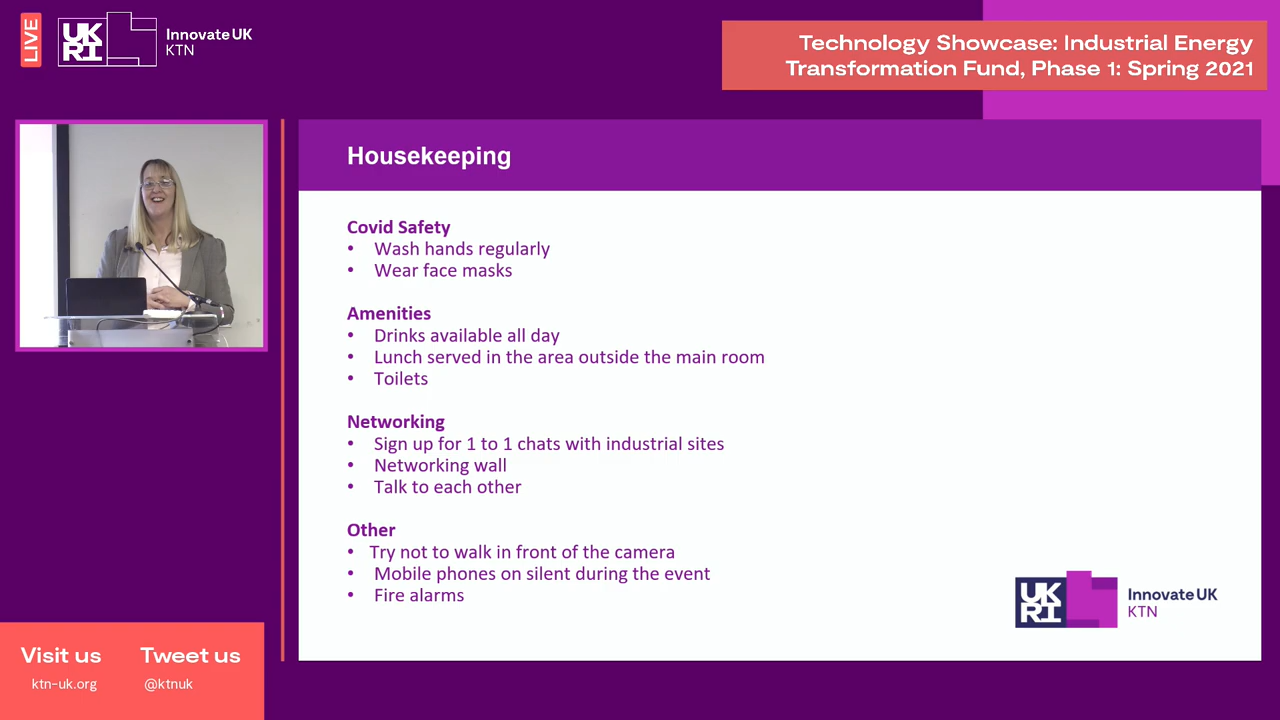 LIVE
UK
RI
Innovate UK
KTN
Technology Showcase: Industrial Energy
Transformation Fund, Phase 1: Spring 2021
Housekeeping
Covid Safety
• Wash hands regularly
• Wear face masks
Amenities
• Drinks available all day
• Lunch served in the area outside the main room
• Toilets
Networking
• Sign up for 1 to 1 chats with industrial sites
• Networking wall
• Talk to each other
Other
• Try not to walk in front of the camera
• Mobile phones on silent during the event
• Fire alarms
UK
RI
Innovate UK
KTN
Visit us
ktn-uk.org
Tweet us
@ktnuk